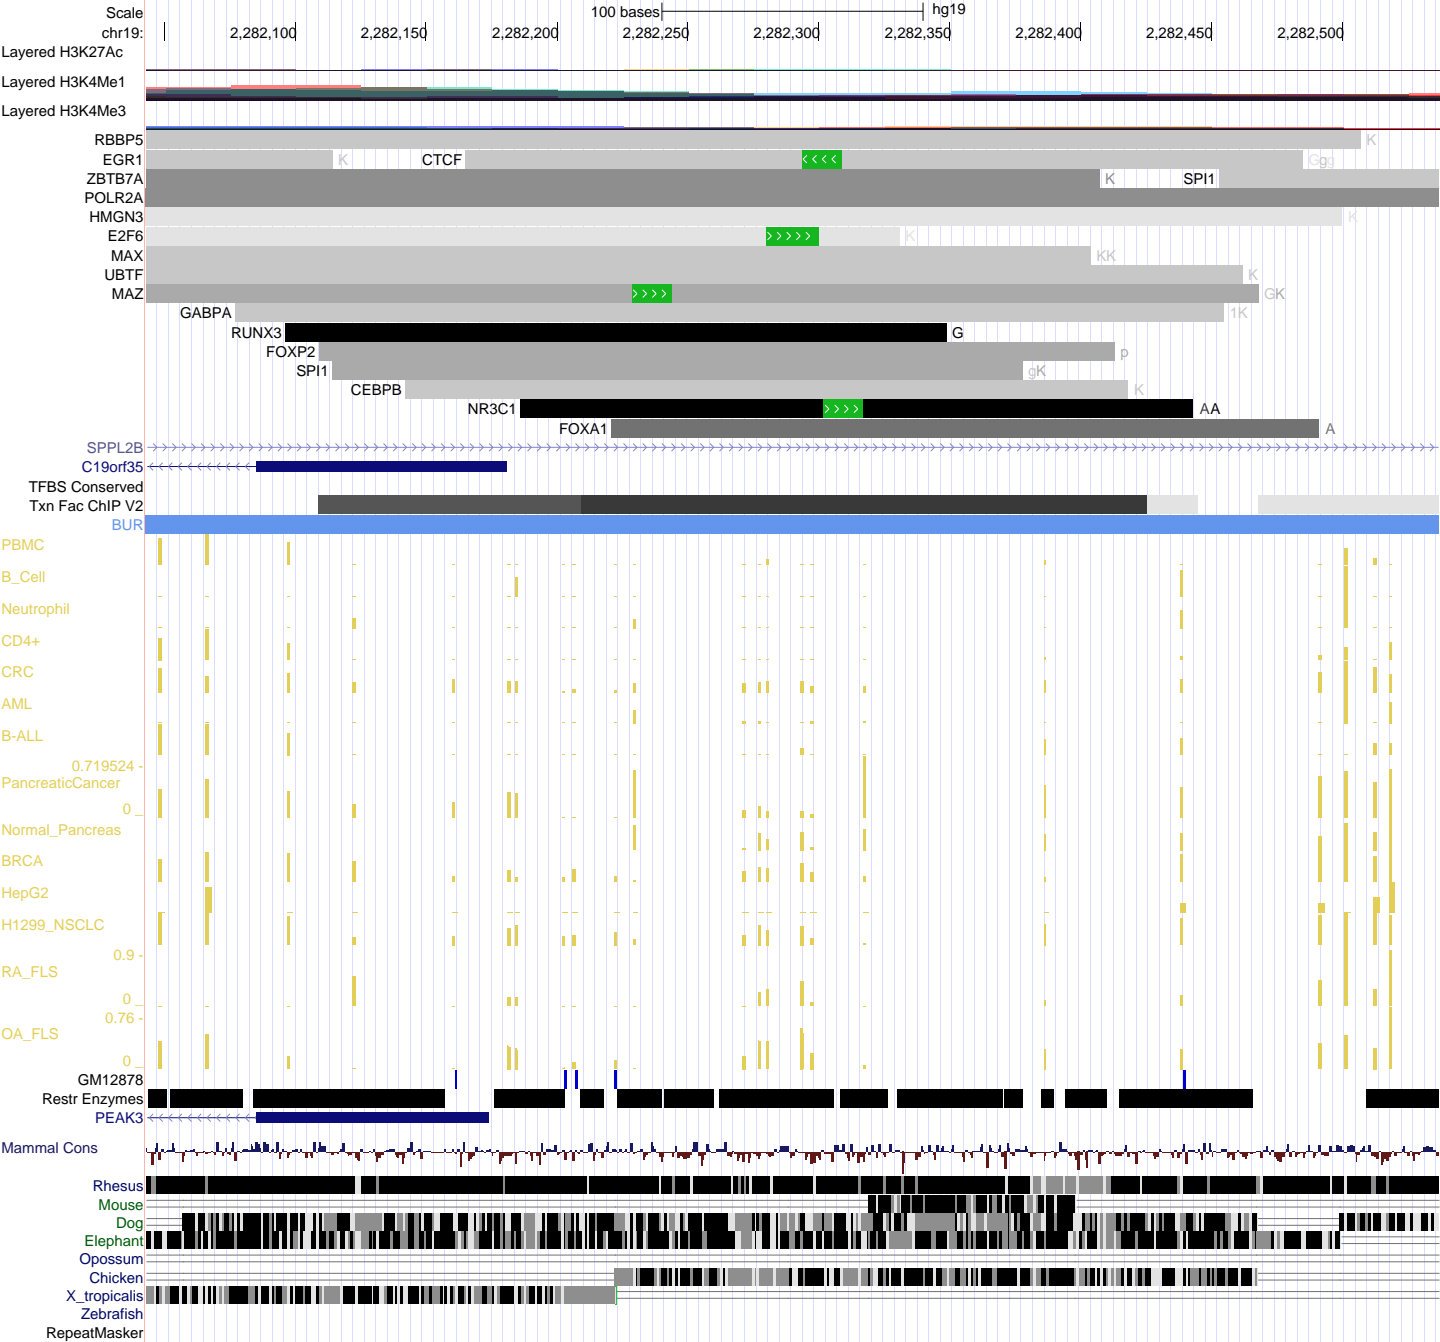 Scale 100 bases hg19
chr19: 2,282,100 2,282,150 2,282,200 2,282,250 2,282,300 2,282,350 2,282,400 2,282,450 2,282,500
Layered H3K27Ac
Layered H3K4Me1
Layered H3K4Me3
RBBP5 K
EGR1 K CTCF Ggg
ZBTB7A K SPI1
POLR2A
HMGN3 K
E2F6 K
MAX KK
UBTF K
MAZ GK
GABPA 1K
RUNX3 G
FOXP2 p
SPI1 gK
CEBPB K
NR3C1 AA
FOXA1 A
SPPL2B
C19orf35
TFBS Conserved
Txn Fac ChIP V2
BUR
PBMC
B_Cell
Neutrophil
CD4+
CRC
AML
B-ALL
0.719524 -
PancreaticCancer
0 _
Normal_Pancreas
BRCA
HepG2
H1299_NSCLC
0.9 -
RA_FLS
0 _
0.76 -
OA_FLS
0 _
GM12878
Restr Enzymes
PEAK3
Mammal Cons
Rhesus
Mouse
Dog
Elephant
Opossum
Chicken
X_tropicalis
Zebrafish
RepeatMasker